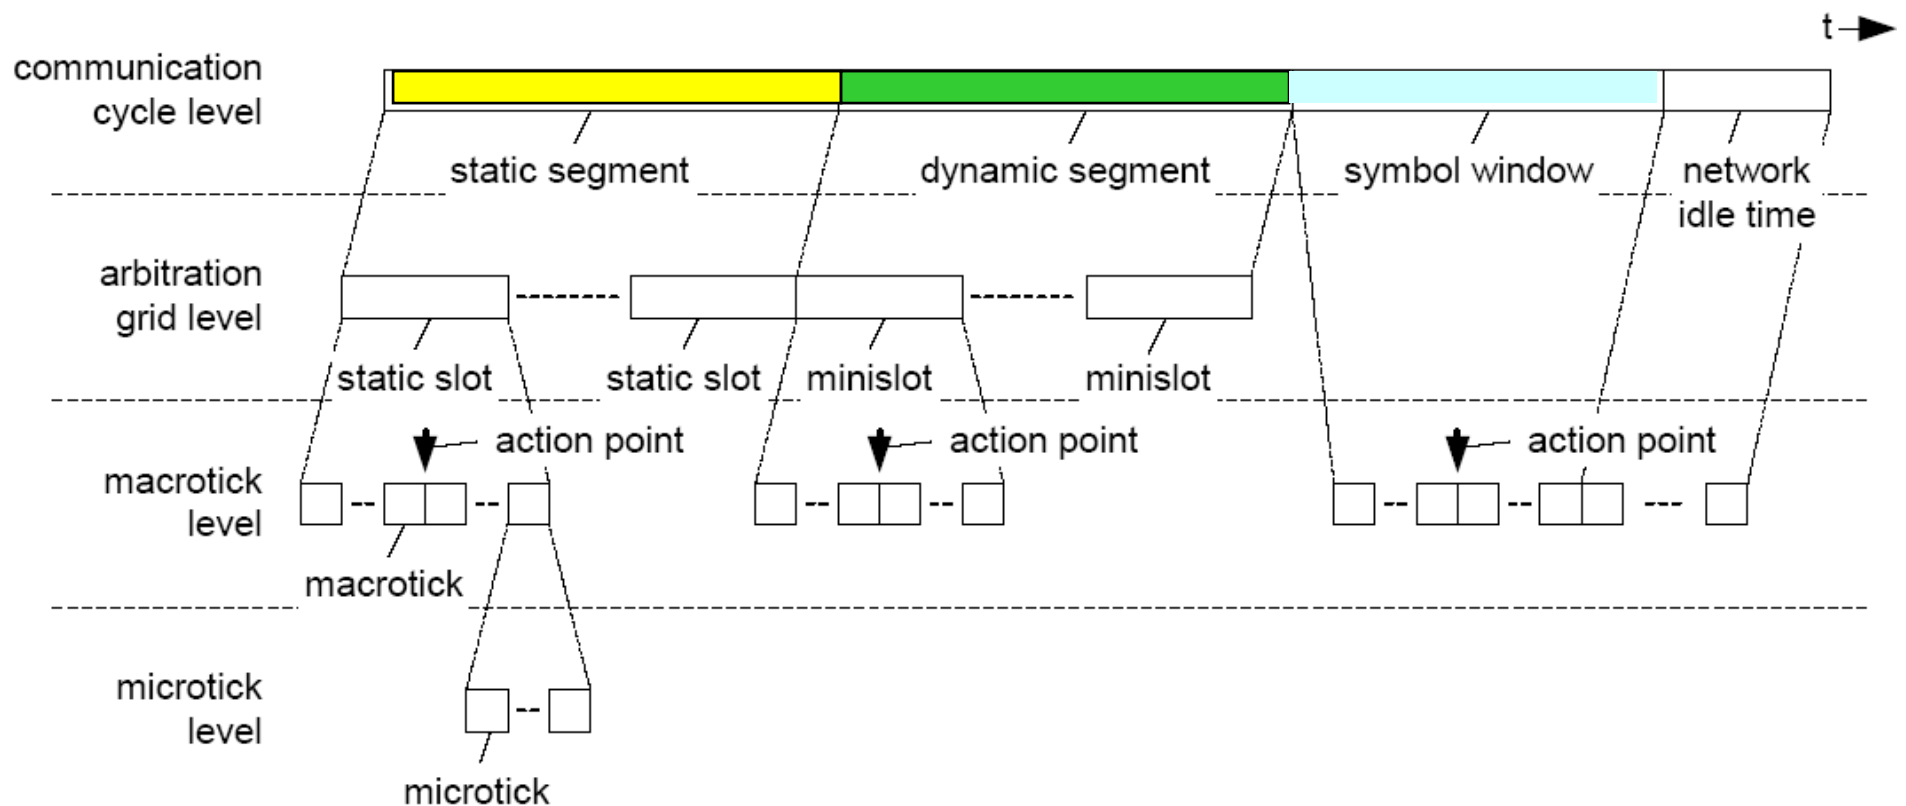 t
communication
cycle level
static segment
dynamic segment
symbol window
network
idle time
arbitration
grid level
static slot
static slot
minislot
minislot
action point
action point
action point
macrotick
level
macrotick
microtick
level
microtick